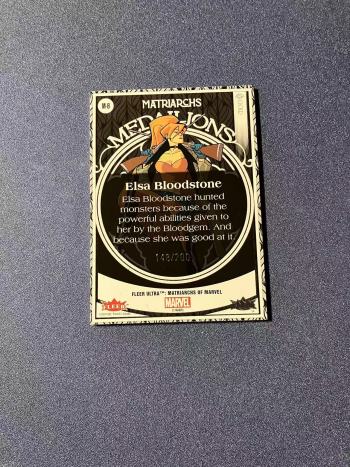 MATRIARCHS
MEDALLIONS
Elsa Bloodstone
Elsa Bloodstone hunted
monsters because of the
powerful abilities given to
her by the Bloodgem. And
because she was good at it.
148/200
FLEER ULTRA™: MATRIARCHS OF MARVEL
FLEER
MARVEL